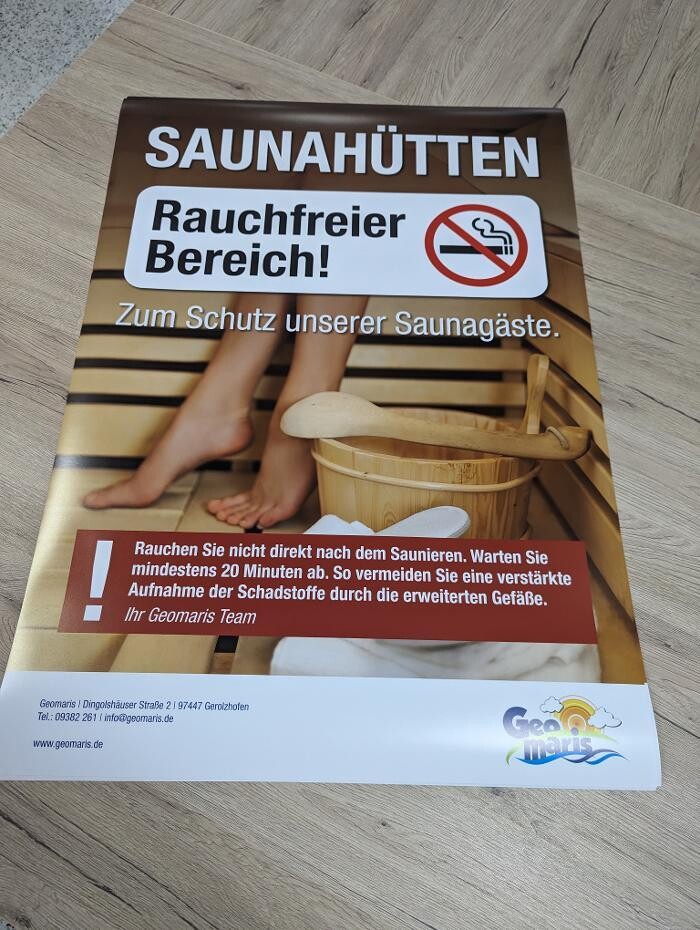 SAUNAHÜTTEN
Rauchfreier
Bereich!
Zum Schutz unserer Saunagäste.
! Rauchen Sie nicht direkt nach dem Saunieren. Warten Sie
mindestens 20 Minuten ab. So vermeiden Sie eine verstärkte
Aufnahme der Schadstoffe durch die erweiterten Gefäße.
Ihr Geomaris Team
Geomaris | Dingolshäuser Straße 2 | 97447 Gerolzhofen
Tel.: 09382 261 | info@geomaris.de
www.geomaris.de
Geo
maris